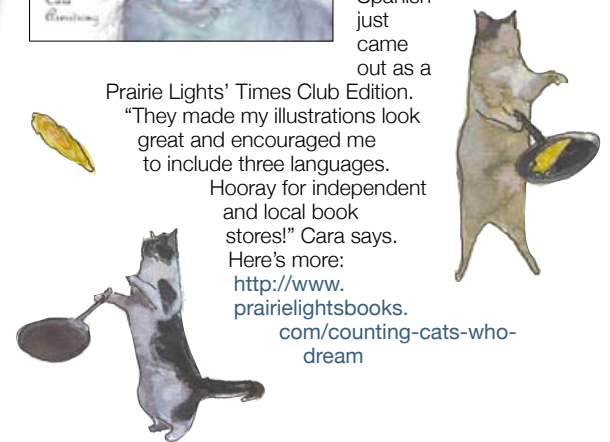 Cara
Armstrong
Spanish
just
came
out as a
Prairie Lights’ Times Club Edition.
“They made my illustrations look
great and encouraged me
to include three languages.
Hooray for independent
and local book
stores!” Cara says.
Here’s more:
http://www.
prairielightsbooks.
com/counting-cats-who-
dream